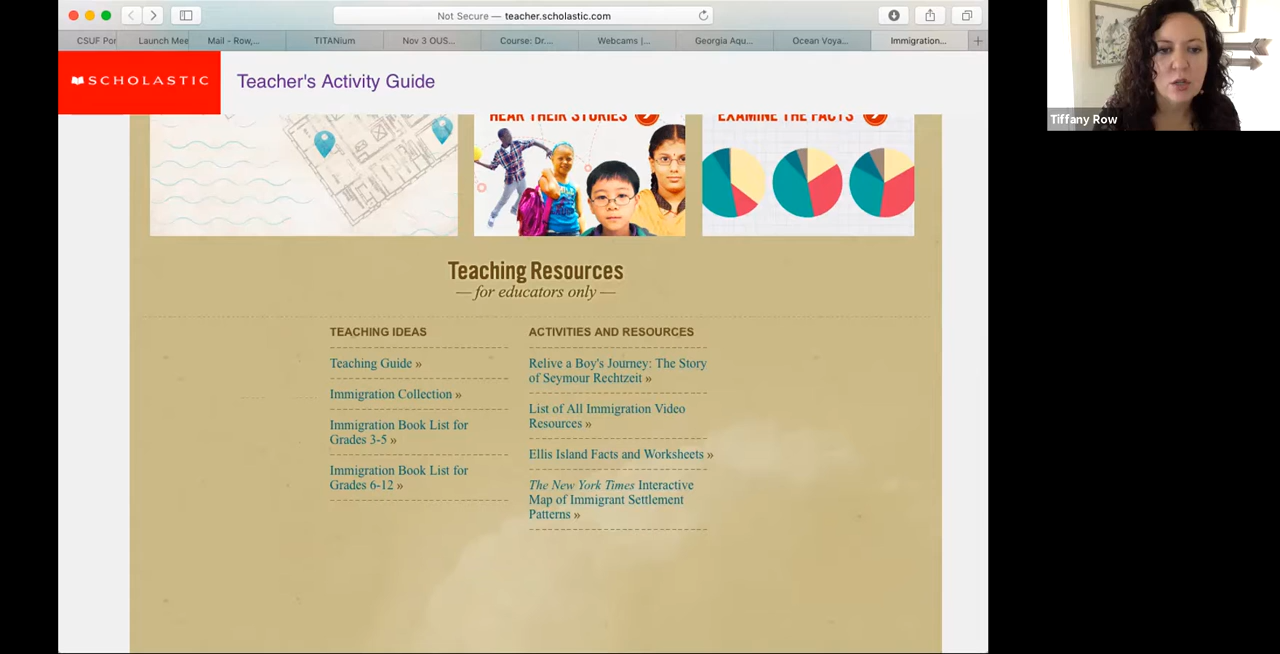 Not Secure — teacher.scholastic.com
CSUF Por
Launch Mee
Mail - Row,...
TITANium
Nov 3 OUS...
Course: Dr....
Webcams |...
Georgia Aqu...
Ocean Voya...
Immigration...
SCHOLASTIC
Teacher's Activity Guide
Tiffany Row
HEAR THEIR STORIES
EXAMINE THE FACTS
Teaching Resources
— for educators only —
TEACHING IDEAS
Teaching Guide »
Immigration Collection »
Immigration Book List for
Grades 3-5 »
Immigration Book List for
Grades 6-12 »
ACTIVITIES AND RESOURCES
Relive a Boy's Journey: The Story
of Seymour Rechtzeit »
List of All Immigration Video
Resources »
Ellis Island Facts and Worksheets »
The New York Times Interactive
Map of Immigrant Settlement
Patterns »